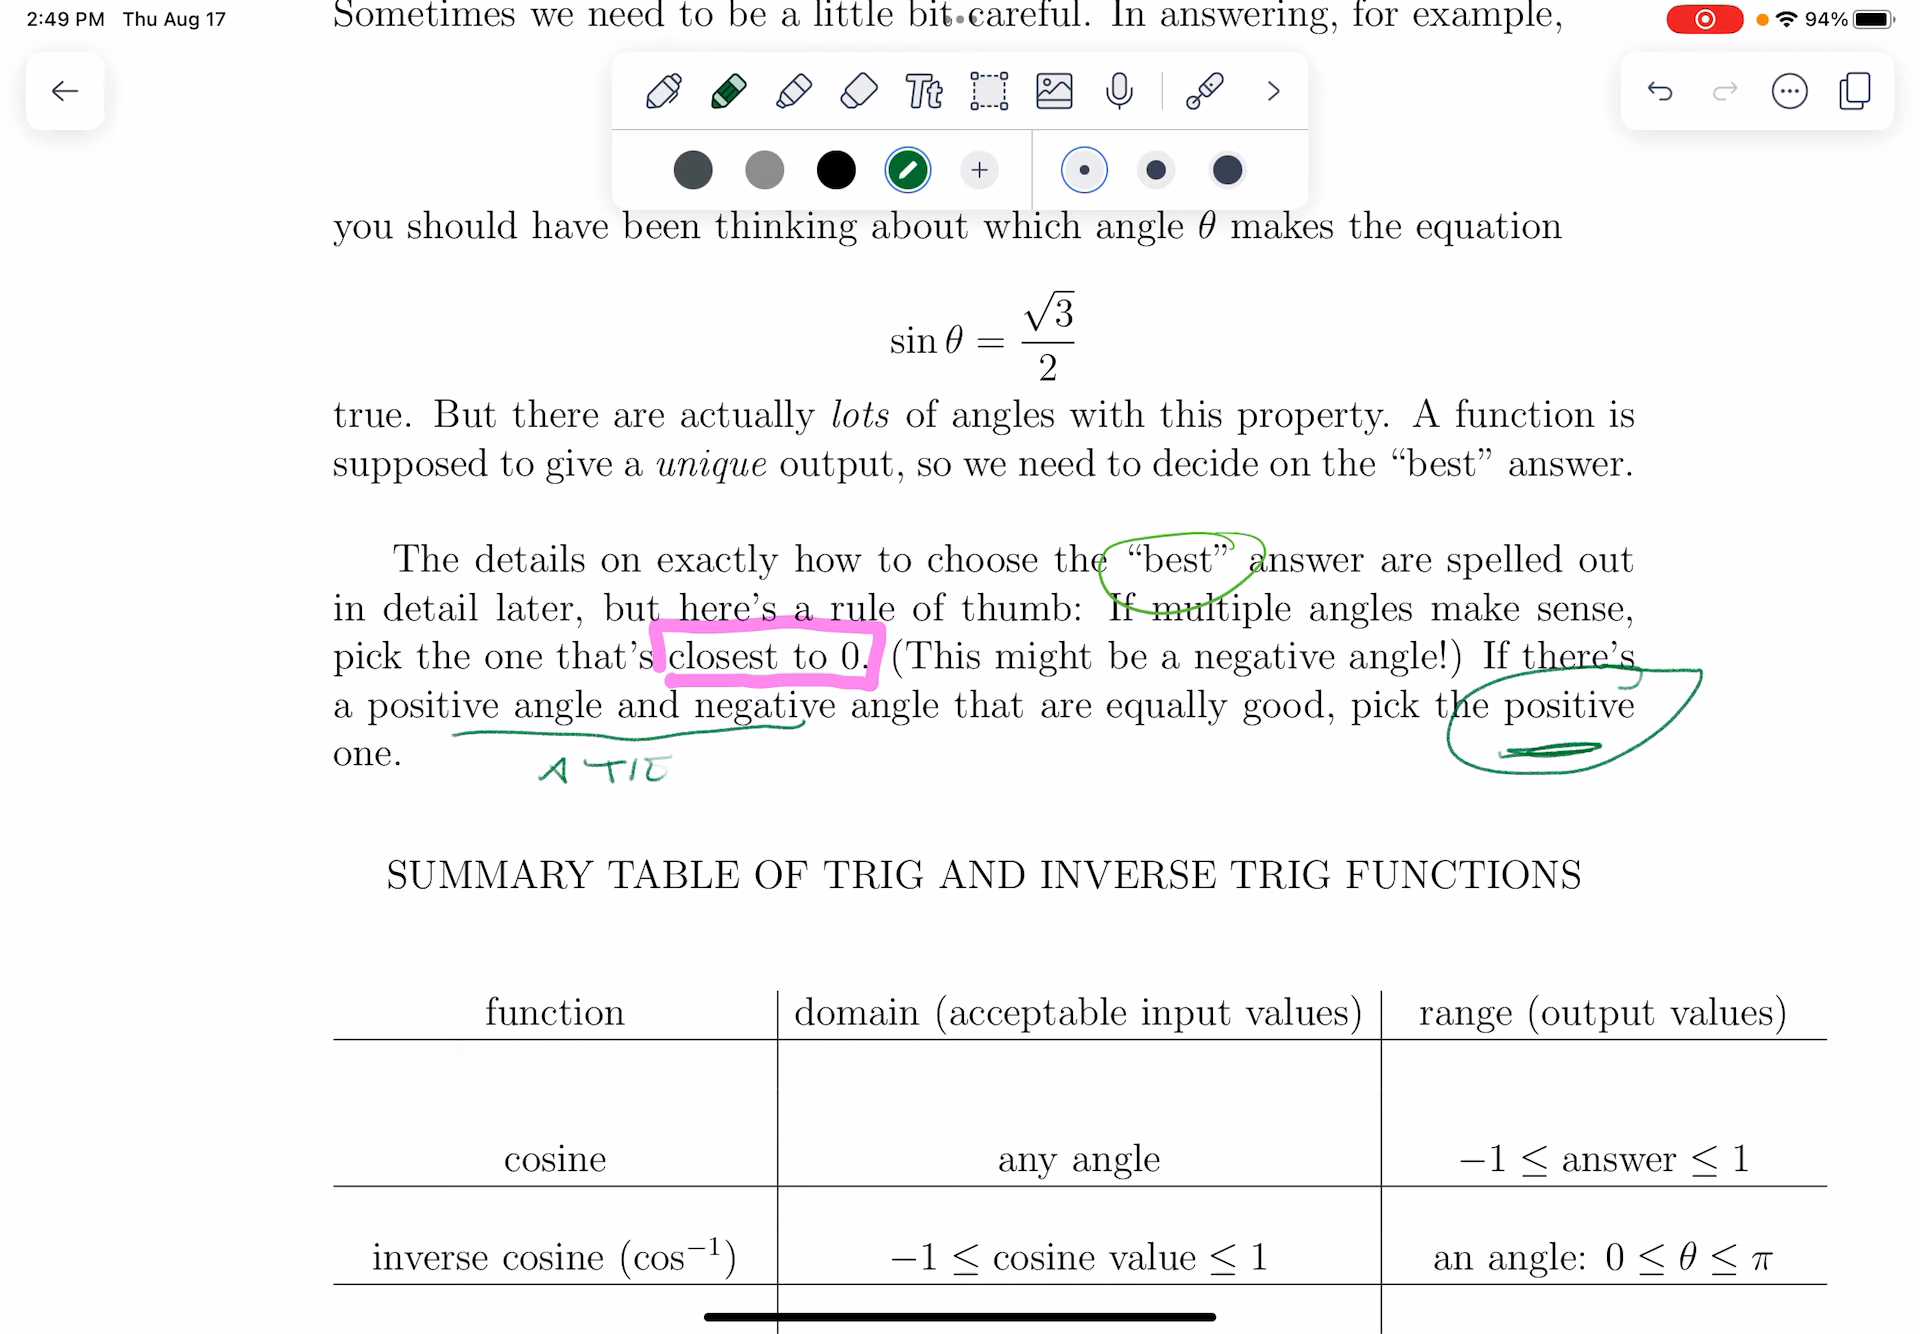 2:49 PM Thu Aug 17
94%
Sometimes we need to be a little bit careful. In answering, for example,
Tt
you should have been thinking about which angle θ makes the equation
sin θ = √3/2
true. But there are actually lots of angles with this property. A function is
supposed to give a unique output, so we need to decide on the “best” answer.
The details on exactly how to choose the “best” answer are spelled out
in detail later, but here’s a rule of thumb: If multiple angles make sense,
pick the one that’s closest to 0. (This might be a negative angle!) If there’s
a positive angle and negative angle that are equally good, pick the positive
one.
A TIE
SUMMARY TABLE OF TRIG AND INVERSE TRIG FUNCTIONS
function domain (acceptable input values) range (output values)
cosine any angle −1 ≤ answer ≤ 1
inverse cosine (cos⁻¹) −1 ≤ cosine value ≤ 1 an angle: 0 ≤ θ ≤ π